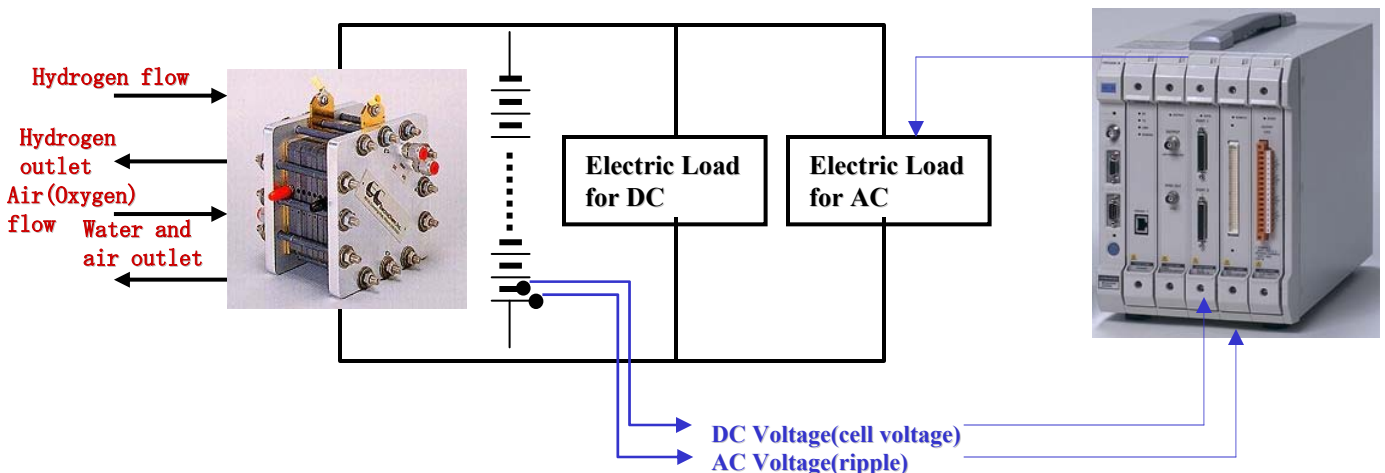 Hydrogen flow
Hydrogen
outlet
Air(Oxygen)
flow
Water and
air outlet
Electric Load
for DC
Electric Load
for AC
DC Voltage(cell voltage)
AC Voltage(ripple)